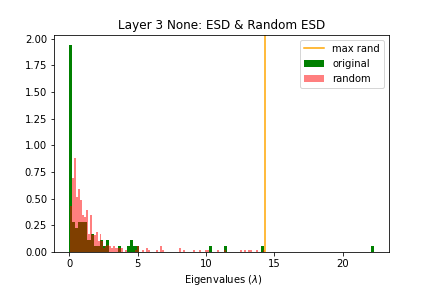 Layer 3 None: ESD & Random ESD
2.00
1.75
1.50
1.25
1.00
0.75
0.50
0.25
0.00
max rand
original
random
0 5 10 15 20
Eigenvalues (λ)